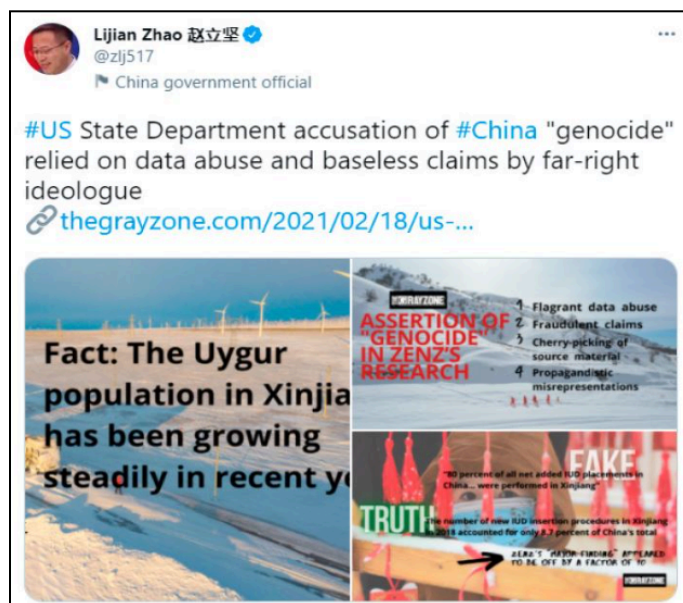 Lijian Zhao 赵立坚
@zlj517
China government official
#US State Department accusation of #China "genocide"
relied on data abuse and baseless claims by far-right
ideologue
thegrayzone.com/2021/02/18/us-...
Fact: The Uygur
population in Xinjia
has been growing
steadily in recent y
GRAYZONE
ASSERTION OF
"GENOCIDE"
IN ZENZ'S
RESEARCH
1 Flagrant data abuse
2 Fraudulent claims
3 Cherry-picking of
source material
4 Propagandistic
misrepresentations
FAKE
"80 percent of all net added IUD placements in
China... were performed in Xinjiang"
TRUTH
The number of new IUD insertion procedures in Xinjiang
in 2018 accounted for only 8.7 percent of China's total
ZENZ'S "MAJOR FINDING" APPEARED
TO BE OFF BY A FACTOR OF 10
GRAYZONE